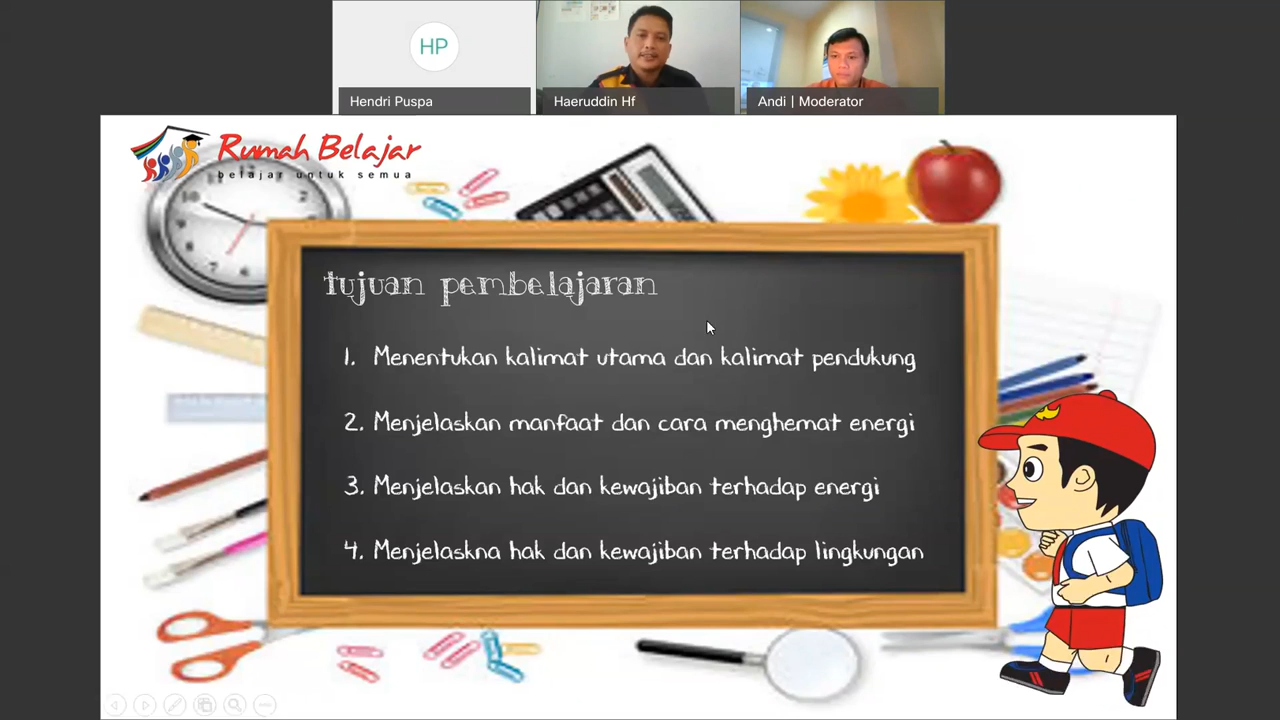 HP
Hendri Puspa
Haeruddin Hf
Andi | Moderator
Rumah Belajar
belajar untuk semua
tujuan pembelajaran
1. Menentukan kalimat utama dan kalimat pendukung
2. Menjelaskan manfaat dan cara menghemat energi
3. Menjelaskan hak dan kewajiban terhadap energi
4. Menjelaskna hak dan kewajiban terhadap lingkungan